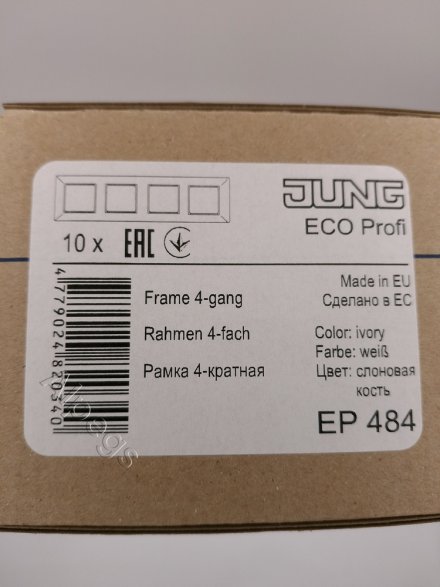 JUNG
ECO Profi
10 x EAC
Made in EU
Сделано в ЕС
Frame 4-gang
Rahmen 4-fach
Рамка 4-кратная
Color: ivory
Farbe: weiß
Цвет: слоновая
кость
EP 484
4779024820340